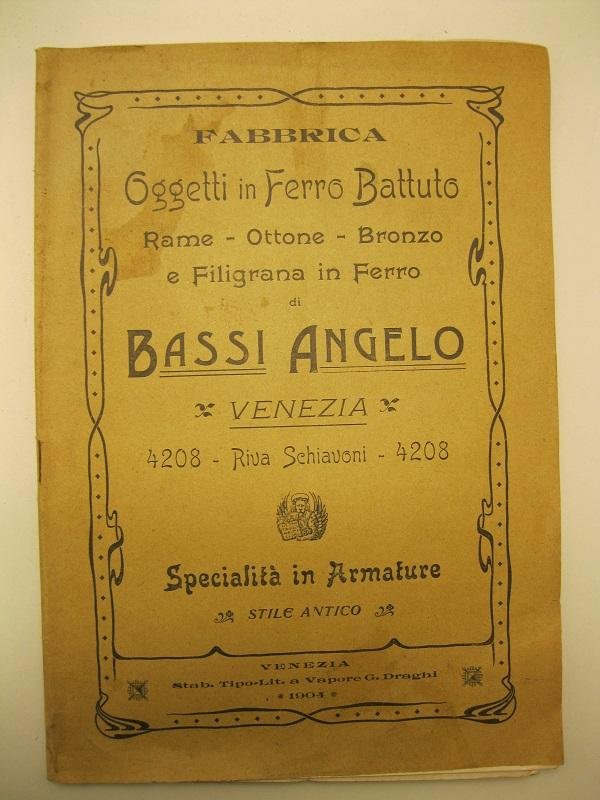 FABBRICA
Oggetti in Ferro Battuto
Rame - Ottone - Bronzo
e Filigrana in Ferro
di
BASSI ANGELO
VENEZIA
4208 - Riva Schiavoni - 4208
Specialità in Armature
STILE ANTICO
VENEZIA
Stab. Tipo-Lit. a Vapore G. Draghi
1904